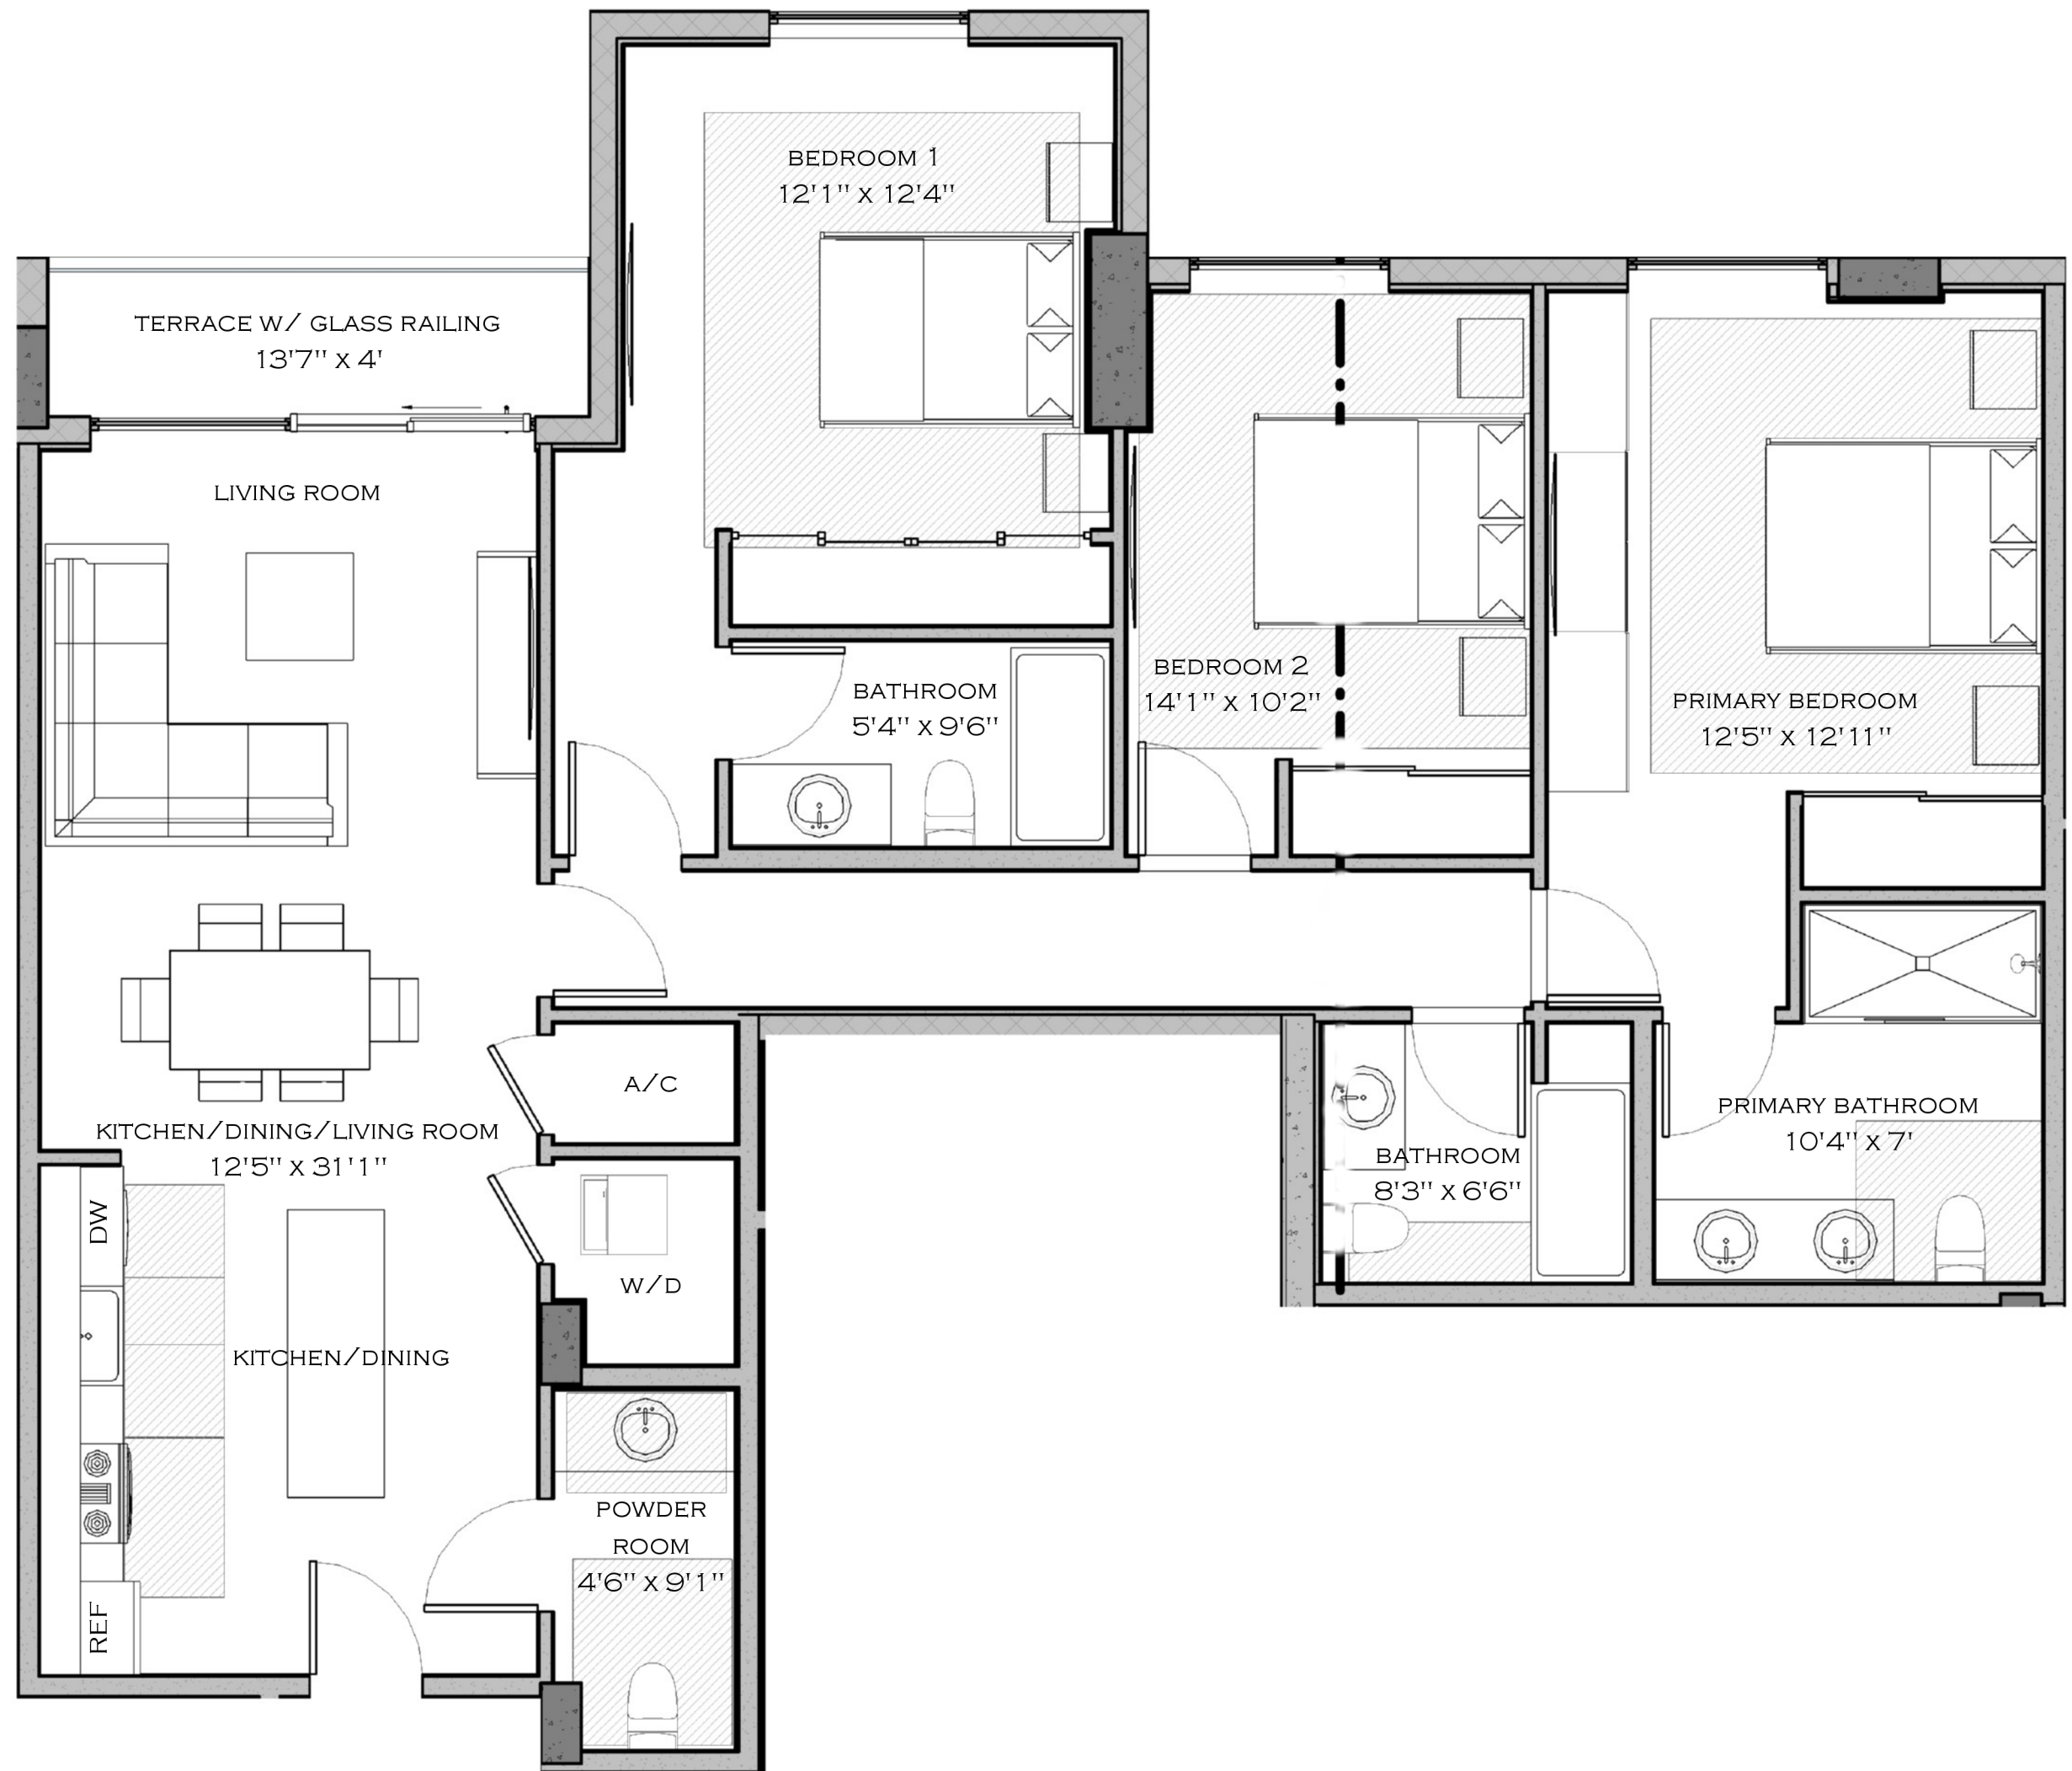 BEDROOM 1
12'1" X 12'4"
TERRACE W/ GLASS RAILING
13'7" X 4'
LIVING ROOM
BATHROOM
5'4" X 9'6"
BEDROOM 2
14'1" X 10'2"
PRIMARY BEDROOM
12'5" X 12'11"
A/C
KITCHEN/DINING/LIVING ROOM
12'5" X 31'1"
PRIMARY BATHROOM
10'4" X 7'
BATHROOM
8'3" X 6'6"
DW
W/D
KITCHEN/DINING
POWDER
ROOM
4'6" X 9'1"
REF